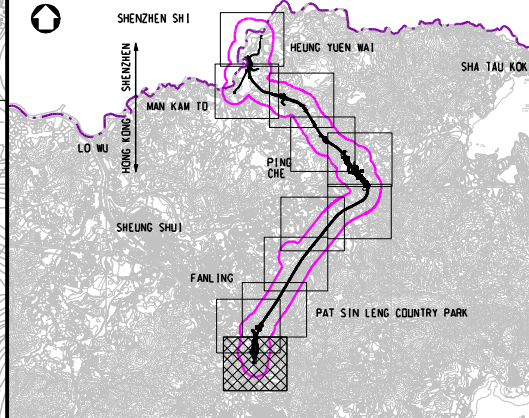 SHENZHEN SHI
SHENZHEN
HEUNG YUEN WAI
SHA TAU KOK
MAN KAM TO
HONG KONG
LO WU
PING
CHE
SHEUNG SHUI
FANLING
PAT SIN LENG COUNTRY PARK